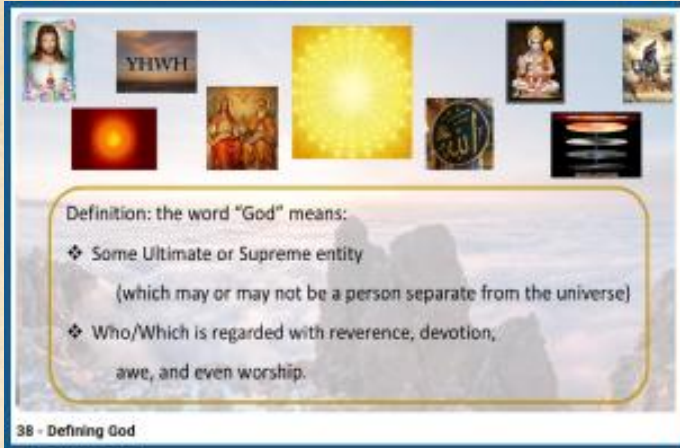 YHWH
الله
Definition: the word “God” means:
❖ Some Ultimate or Supreme entity
(which may or may not be a person separate from the universe)
❖ Who/Which is regarded with reverence, devotion,
awe, and even worship.
38 - Defining God